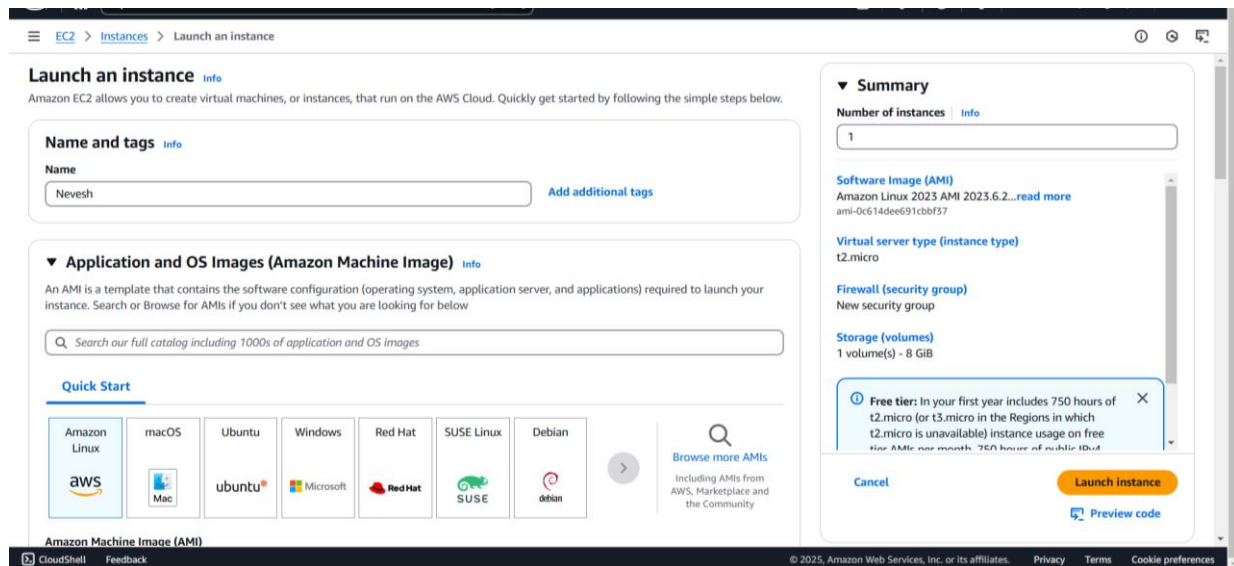 EC2 > Instances > Launch an instance
Launch an instance Info
Amazon EC2 allows you to create virtual machines, or instances, that run on the AWS Cloud. Quickly get started by following the simple steps below.
Name and tags Info
Name
Nevesh
Add additional tags
Application and OS Images (Amazon Machine Image) Info
An AMI is a template that contains the software configuration (operating system, application server, and applications) required to launch your
instance. Search or Browse for AMIs if you don't see what you are looking for below
Search our full catalog including 1000s of application and OS images
Quick Start
Amazon
Linux
aws
macOS
Mac
Ubuntu
ubuntu®
Windows
Microsoft
Red Hat
Red Hat
SUSE Linux
SUSE
Debian
debian
Browse more AMIs
Including AMIs from
AWS, Marketplace and
the Community
Amazon Machine Image (AMI)
Summary
Number of instances Info
1
Software Image (AMI)
Amazon Linux 2023 AMI 2023.6.2...read more
ami-0c614dee691cbbf37
Virtual server type (instance type)
t2.micro
Firewall (security group)
New security group
Storage (volumes)
1 volume(s) - 8 GiB
Free tier: In your first year includes 750 hours of
t2.micro (or t3.micro in the Regions in which
t2.micro is unavailable) instance usage on free
tier AMIs per month, 750 hours of public IPv4
Cancel
Launch instance
Preview code
CloudShell Feedback
© 2025, Amazon Web Services, Inc. or its affiliates. Privacy Terms Cookie preferences